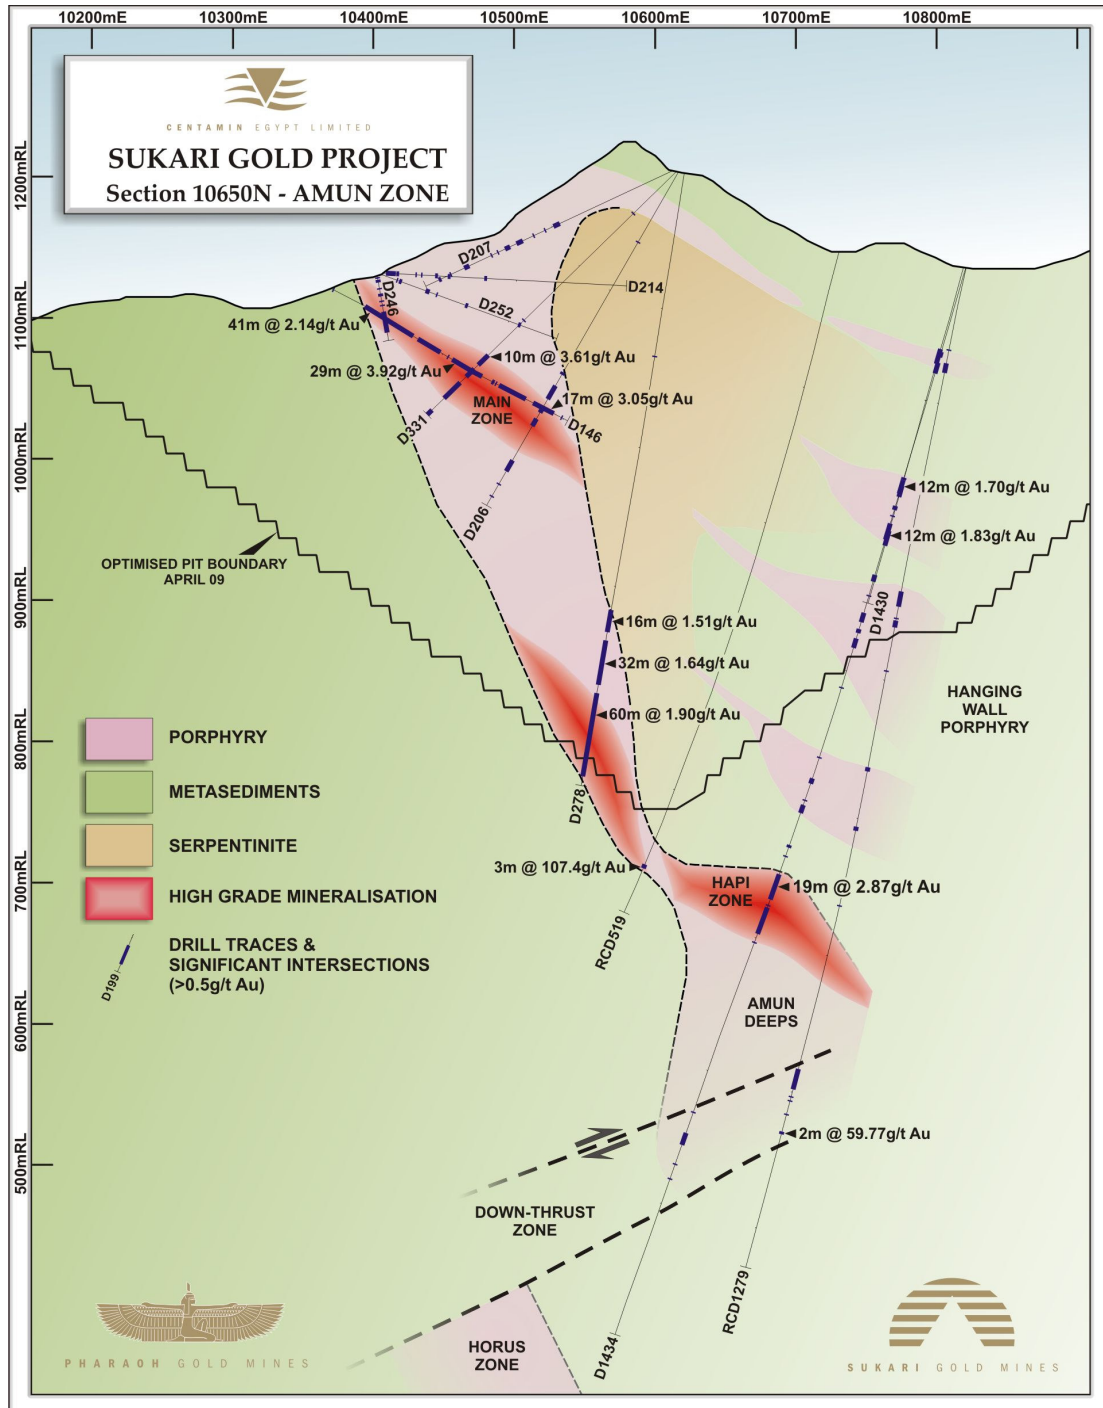 10200mE
10300mE
10400mE
10500mE
10600mE
10700mE
10800mE
CENTAMIN EGYPT LIMITED
SUKARI GOLD PROJECT
Section 10650N - AMUN ZONE
1200mRL
1100mRL
1000mRL
900mRL
800mRL
700mRL
600mRL
500mRL
D207
D214
D246
D252
41m @ 2.14g/t Au
10m @ 3.61g/t Au
29m @ 3.92g/t Au
MAIN
ZONE
17m @ 3.05g/t Au
D331
D146
D206
12m @ 1.70g/t Au
12m @ 1.83g/t Au
OPTIMISED PIT BOUNDARY
APRIL 09
D1430
16m @ 1.51g/t Au
32m @ 1.64g/t Au
60m @ 1.90g/t Au
HANGING
WALL
PORPHYRY
D278
PORPHYRY
METASEDIMENTS
SERPENTINITE
HIGH GRADE MINERALISATION
DRILL TRACES &
SIGNIFICANT INTERSECTIONS
(>0.5g/t Au)
D199
3m @ 107.4g/t Au
HAPI
ZONE
19m @ 2.87g/t Au
RCD519
AMUN
DEEPS
2m @ 59.77g/t Au
DOWN-THRUST
ZONE
RCD1279
D1434
HORUS
ZONE
PHARAOH GOLD MINES
SUKARI GOLD MINES